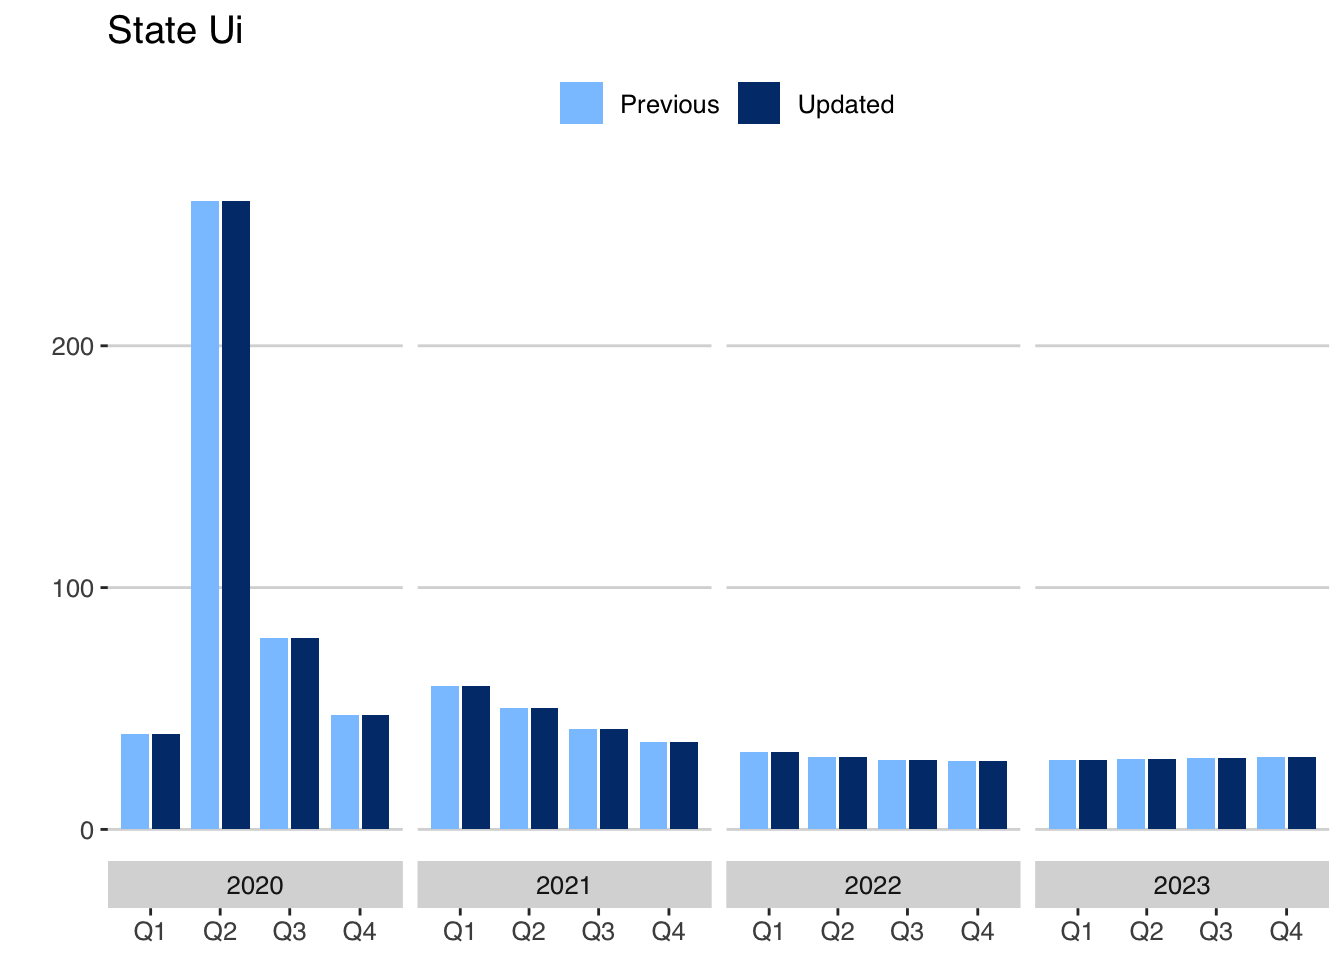 State Ui
Previous Updated
200
100
0
2020 2021 2022 2023
Q1 Q2 Q3 Q4 Q1 Q2 Q3 Q4 Q1 Q2 Q3 Q4 Q1 Q2 Q3 Q4